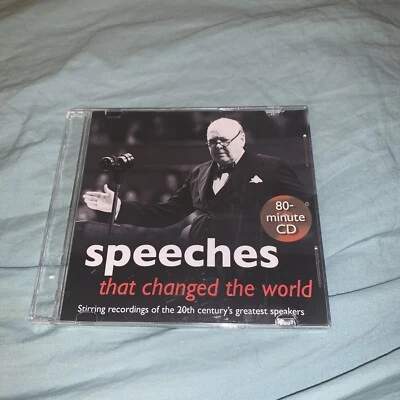 80-
minute
CD
speeches
that changed the world
Stirring recordings of the 20th century's greatest speakers